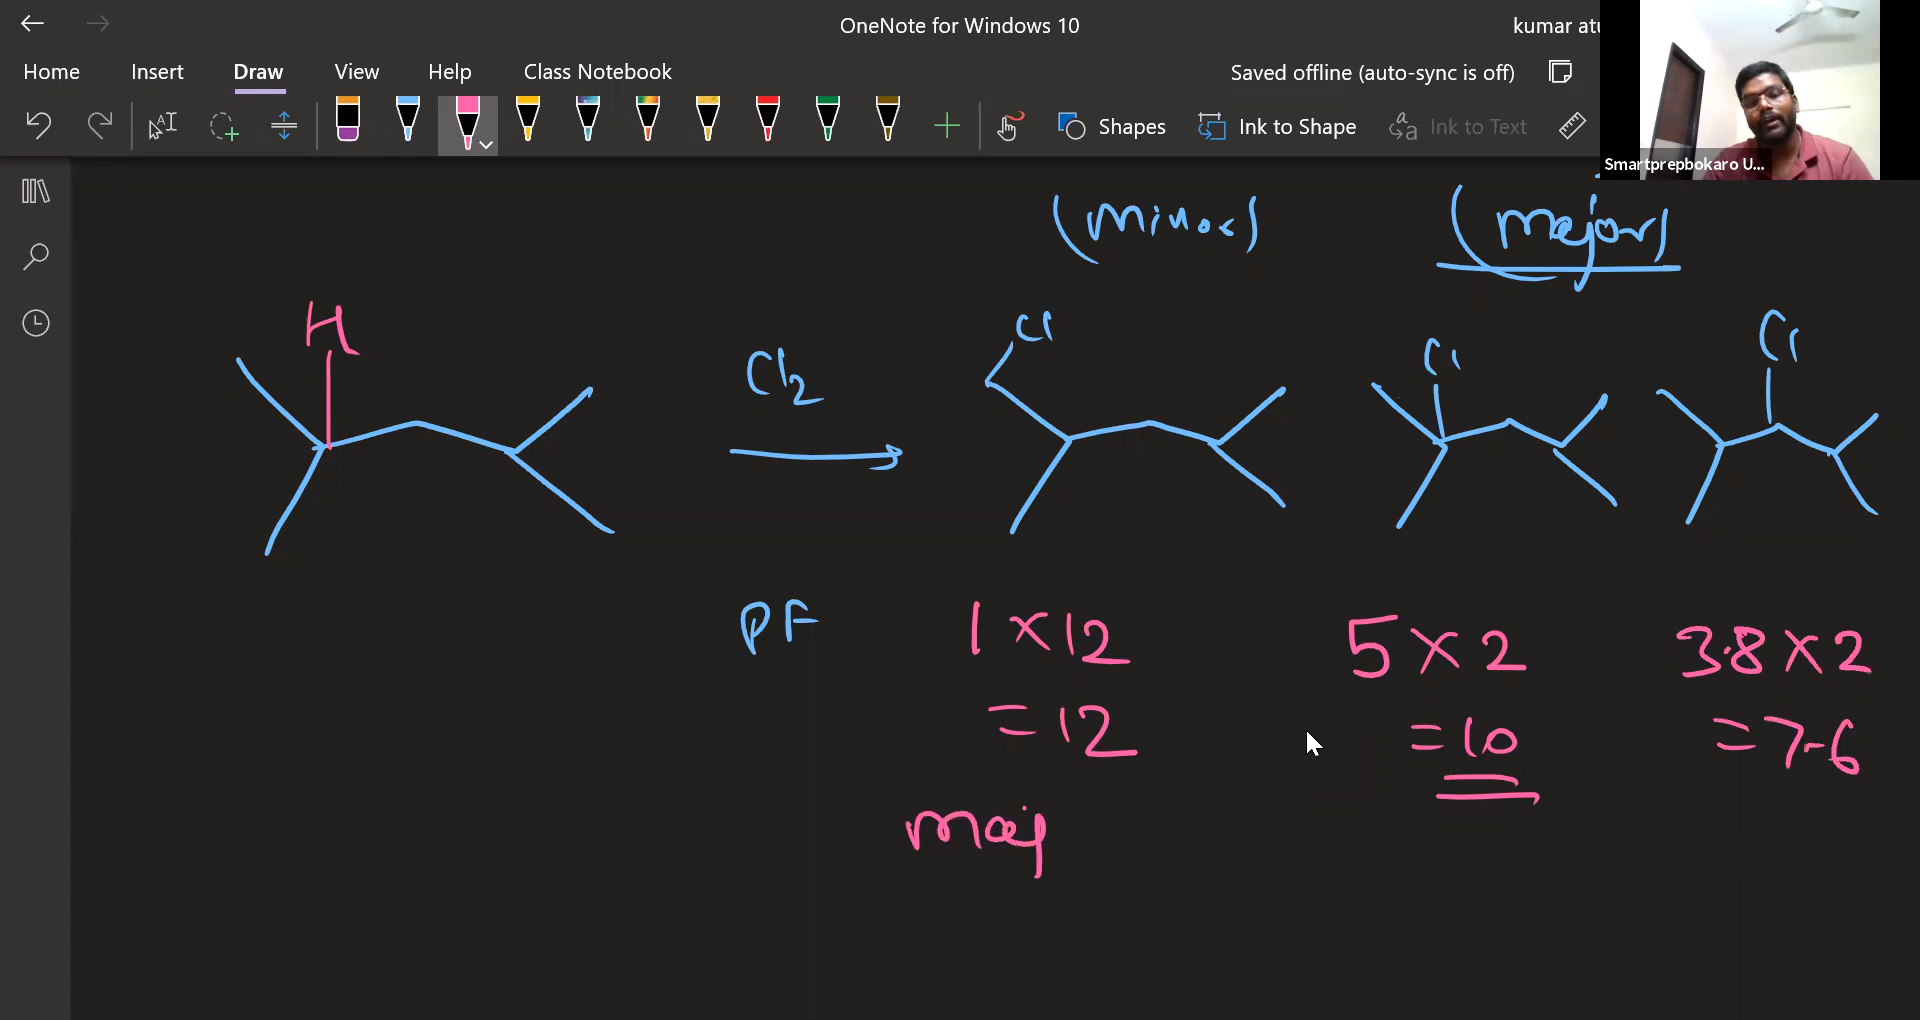 OneNote for Windows 10
kumar atu
Home Insert Draw View Help Class Notebook
Saved offline (auto-sync is off)
Shapes Ink to Shape Ink to Text
Smartprepbokaro U...
(minor) (major)
H
Cl Cl Cl
Cl2
PF 1 × 12 5 × 2 3.8 × 2
= 12 = 10 = 7.6
maj